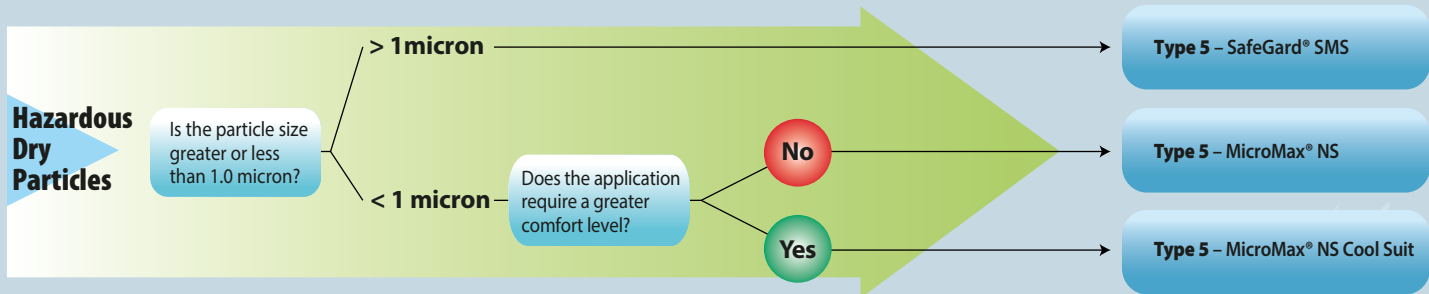 Hazardous
Dry
Particles
Is the particle size
greater or less
than 1.0 micron?
> 1micron
< 1 micron
Does the application
require a greater
comfort level?
No
Yes
Type 5 – SafeGard® SMS
Type 5 – MicroMax® NS
Type 5 – MicroMax® NS Cool Suit